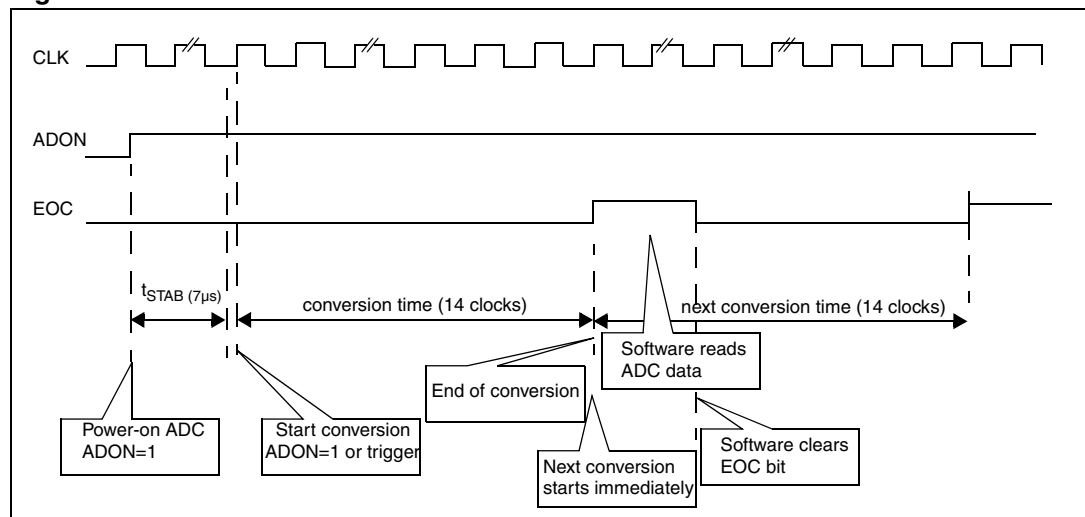 CLK
ADON
EOC
tSTAB (7µs)
conversion time (14 clocks)
next conversion time (14 clocks)
Software reads
ADC data
End of conversion
Power-on ADC
ADON=1
Start conversion
ADON=1 or trigger
Next conversion
starts immediately
Software clears
EOC bit